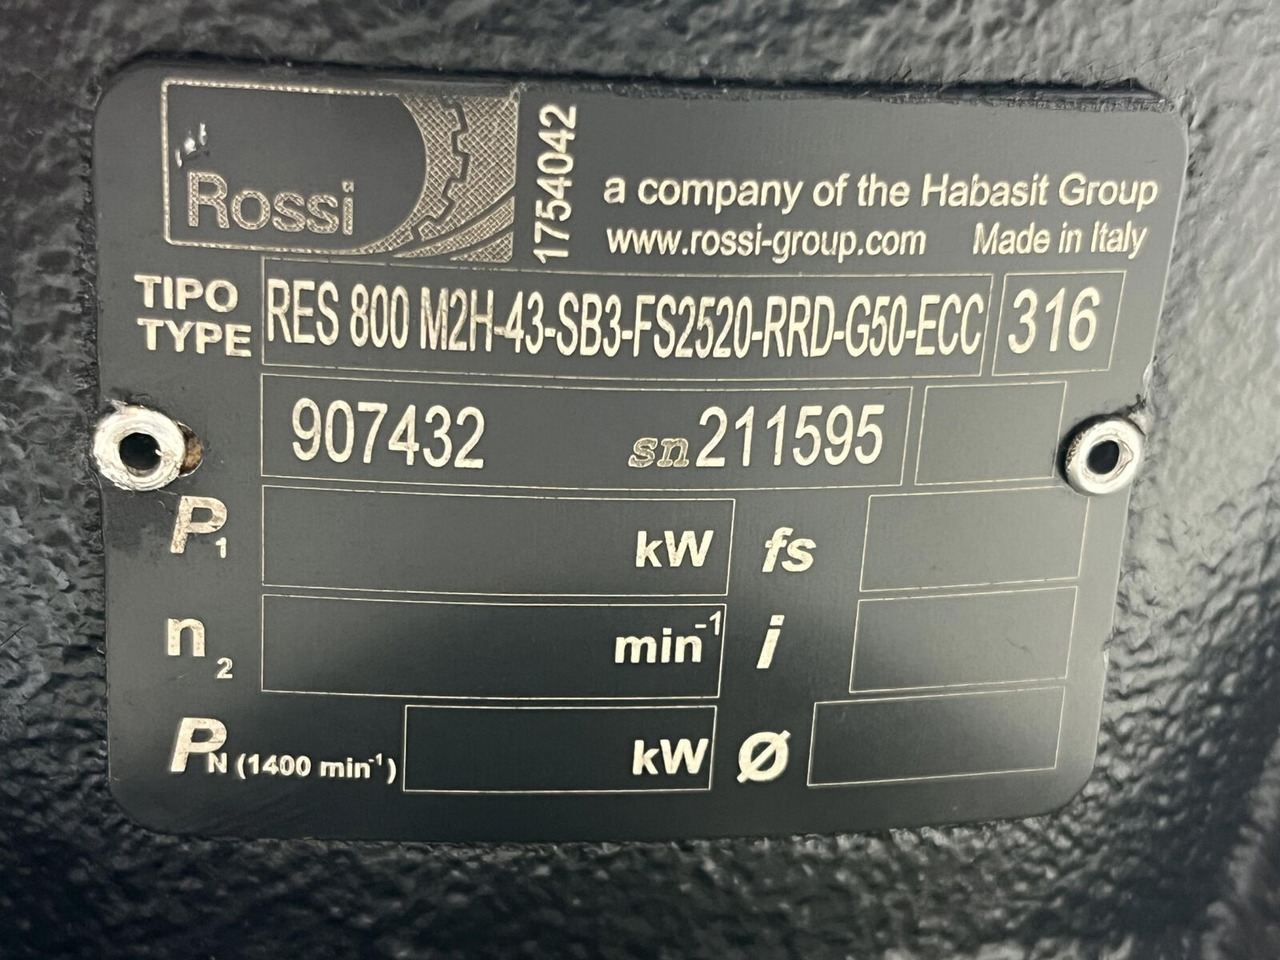 Rossi
1754042
a company of the Habasit Group
www.rossi-group.com Made in Italy
TIPO
TYPE
RES 800 M2H-43-SB3-FS2520-RRD-G50-ECC 316
907432 sn 211595
P1 kW fs
n2 min-1 i
PN (1400 min-1) kW Ø